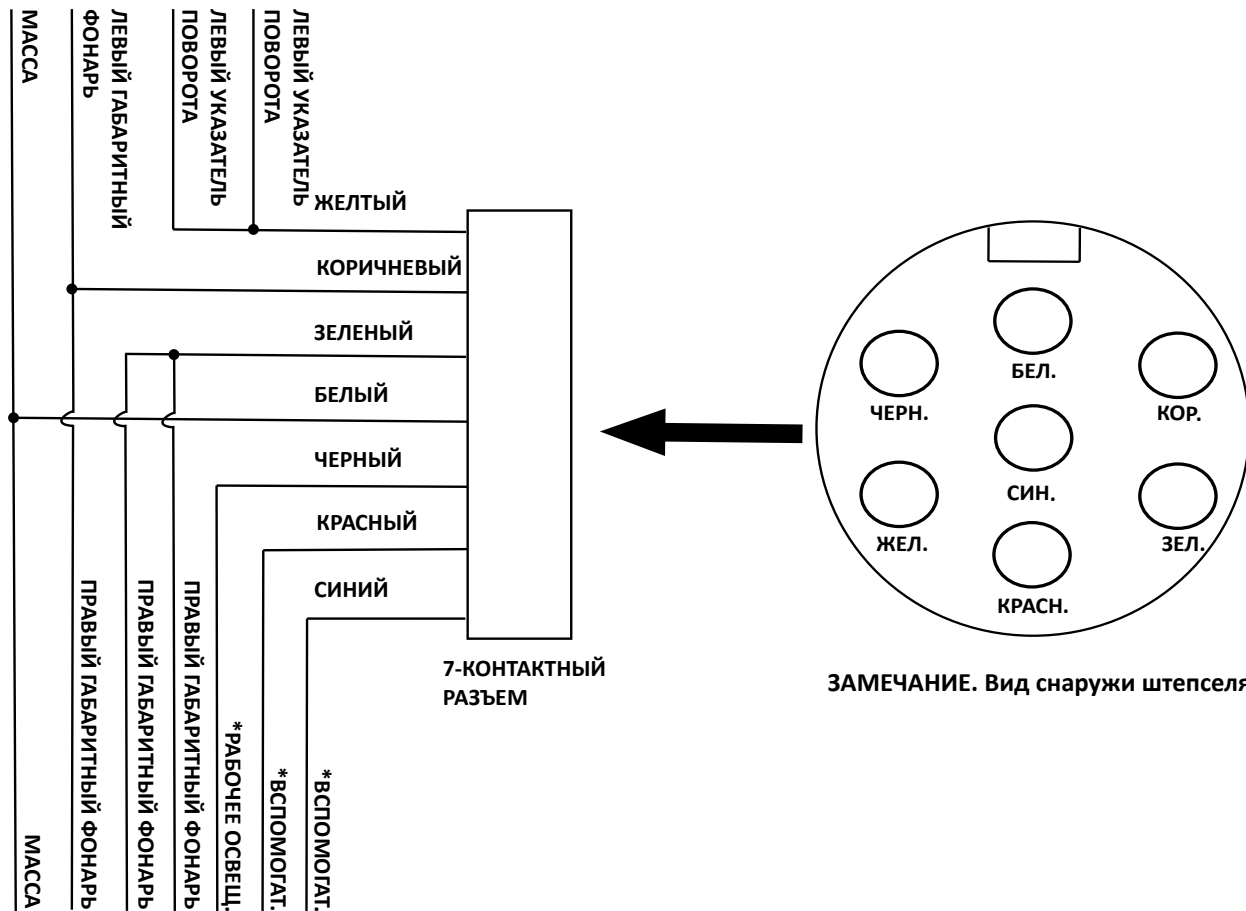 МАССА
ЛЕВЫЙ ГАБАРИТНЫЙ
ФОНАРЬ
ЛЕВЫЙ УКАЗАТЕЛЬ
ПОВОРОТА
ЛЕВЫЙ УКАЗАТЕЛЬ
ПОВОРОТА
ЖЕЛТЫЙ
КОРИЧНЕВЫЙ
ЗЕЛЕНЫЙ
БЕЛЫЙ
ЧЕРНЫЙ
КРАСНЫЙ
СИНИЙ
7-КОНТАКТНЫЙ
РАЗЪЕМ
МАССА
ПРАВЫЙ ГАБАРИТНЫЙ ФОНАРЬ
ПРАВЫЙ ГАБАРИТНЫЙ ФОНАРЬ
ПРАВЫЙ ГАБАРИТНЫЙ ФОНАРЬ
*РАБОЧЕЕ ОСВЕЩ.
*ВСПОМОГАТ.
*ВСПОМОГАТ.
БЕЛ.
ЧЕРН.
КОР.
СИН.
ЖЕЛ.
ЗЕЛ.
КРАСН.
ЗАМЕЧАНИЕ. Вид снаружи штепселя